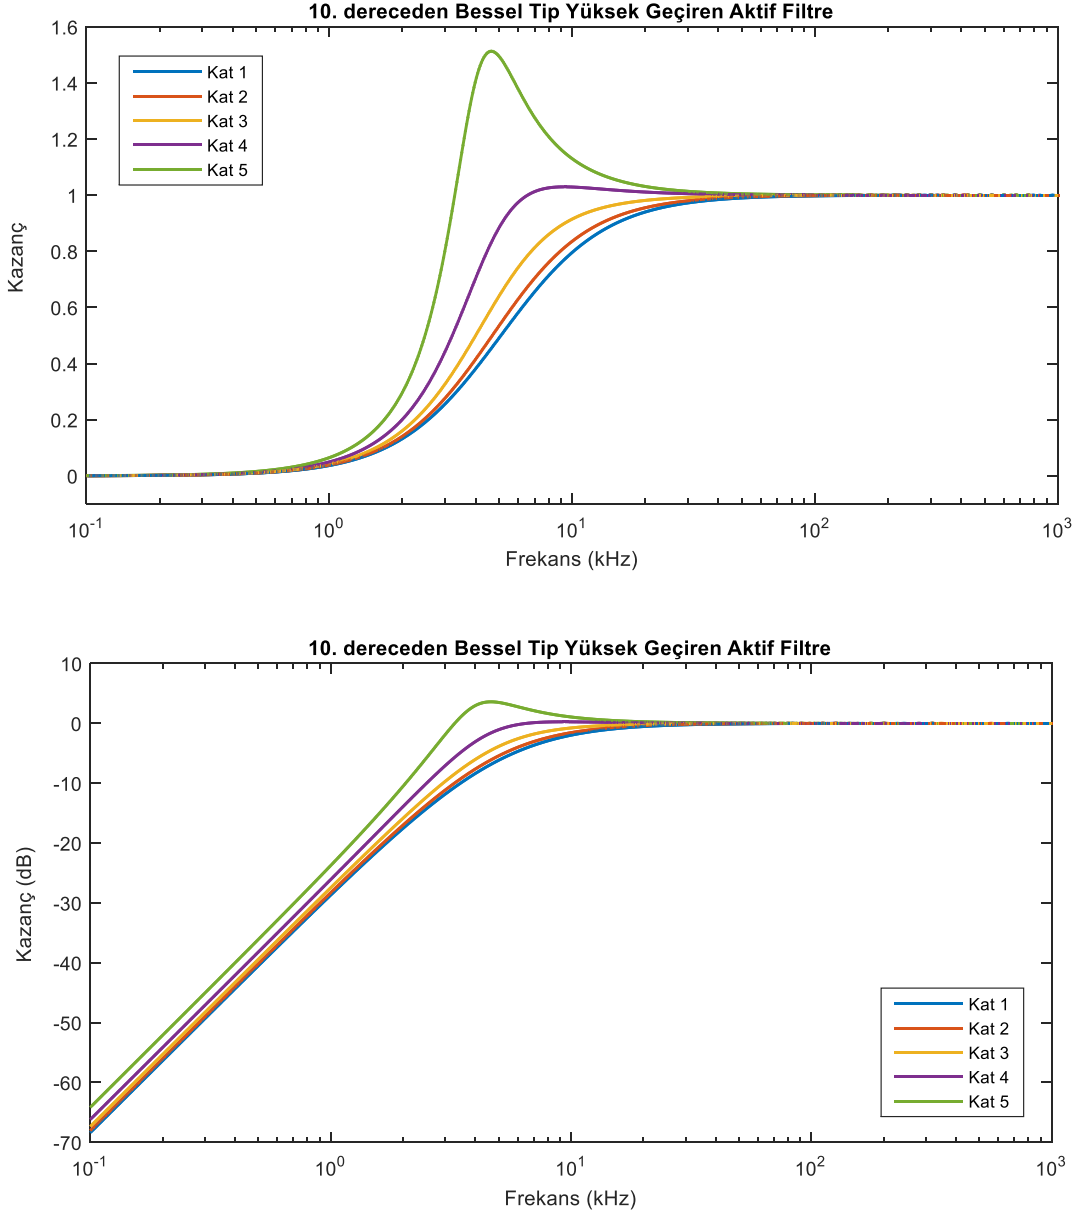 10. dereceden Bessel Tip Yüksek Geçiren Aktif Filtre
1.6
1.4
1.2
1
0.8
0.6
0.4
0.2
0
Kazanç
Kat 1
Kat 2
Kat 3
Kat 4
Kat 5
10^-1 10^0 10^1 10^2 10^3
Frekans (kHz)
10. dereceden Bessel Tip Yüksek Geçiren Aktif Filtre
10
0
-10
-20
-30
-40
-50
-60
-70
Kazanç (dB)
Kat 1
Kat 2
Kat 3
Kat 4
Kat 5
10^-1 10^0 10^1 10^2 10^3
Frekans (kHz)